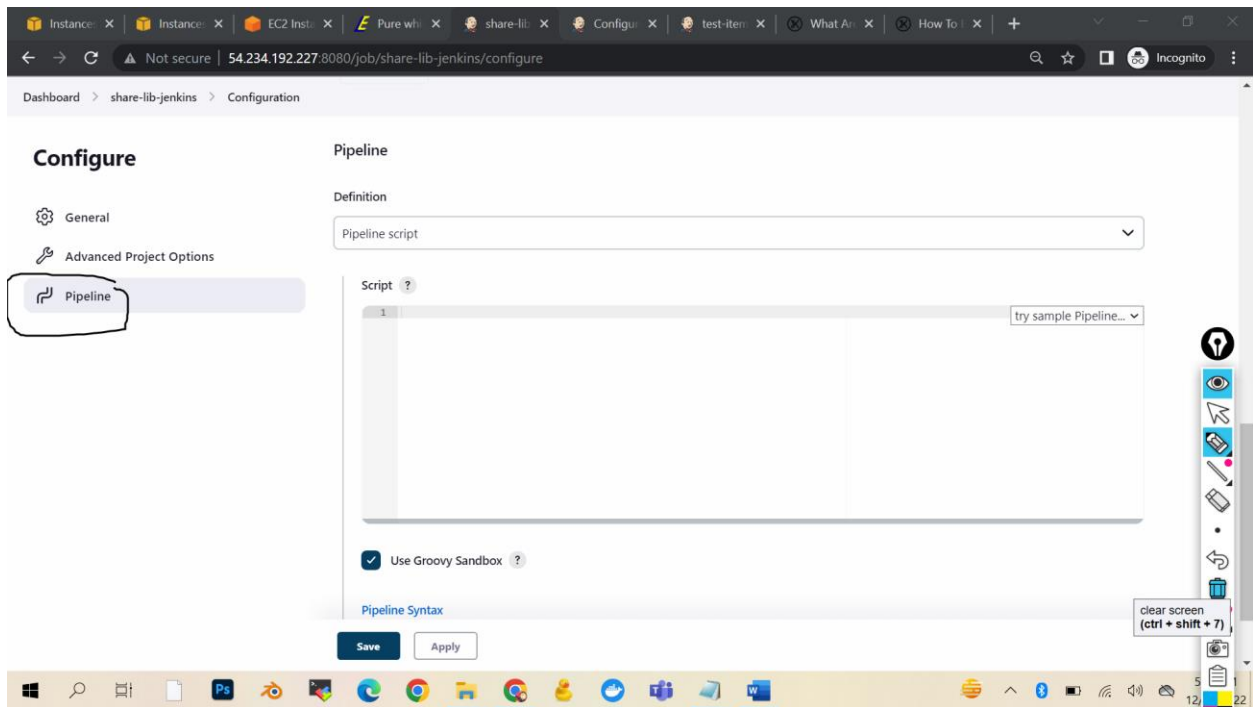 Instance: Instance: EC2 Insta Pure whi share-lib Configur test-item What Ar How To
Not secure 54.234.192.227:8080/job/share-lib-jenkins/configure Incognito
Dashboard > share-lib-jenkins > Configuration
Configure
General
Advanced Project Options
Pipeline
Pipeline
Definition
Pipeline script
Script ?
1
try sample Pipeline...
Use Groovy Sandbox ?
Pipeline Syntax
Save Apply
clear screen
(ctrl + shift + 7)
Ps